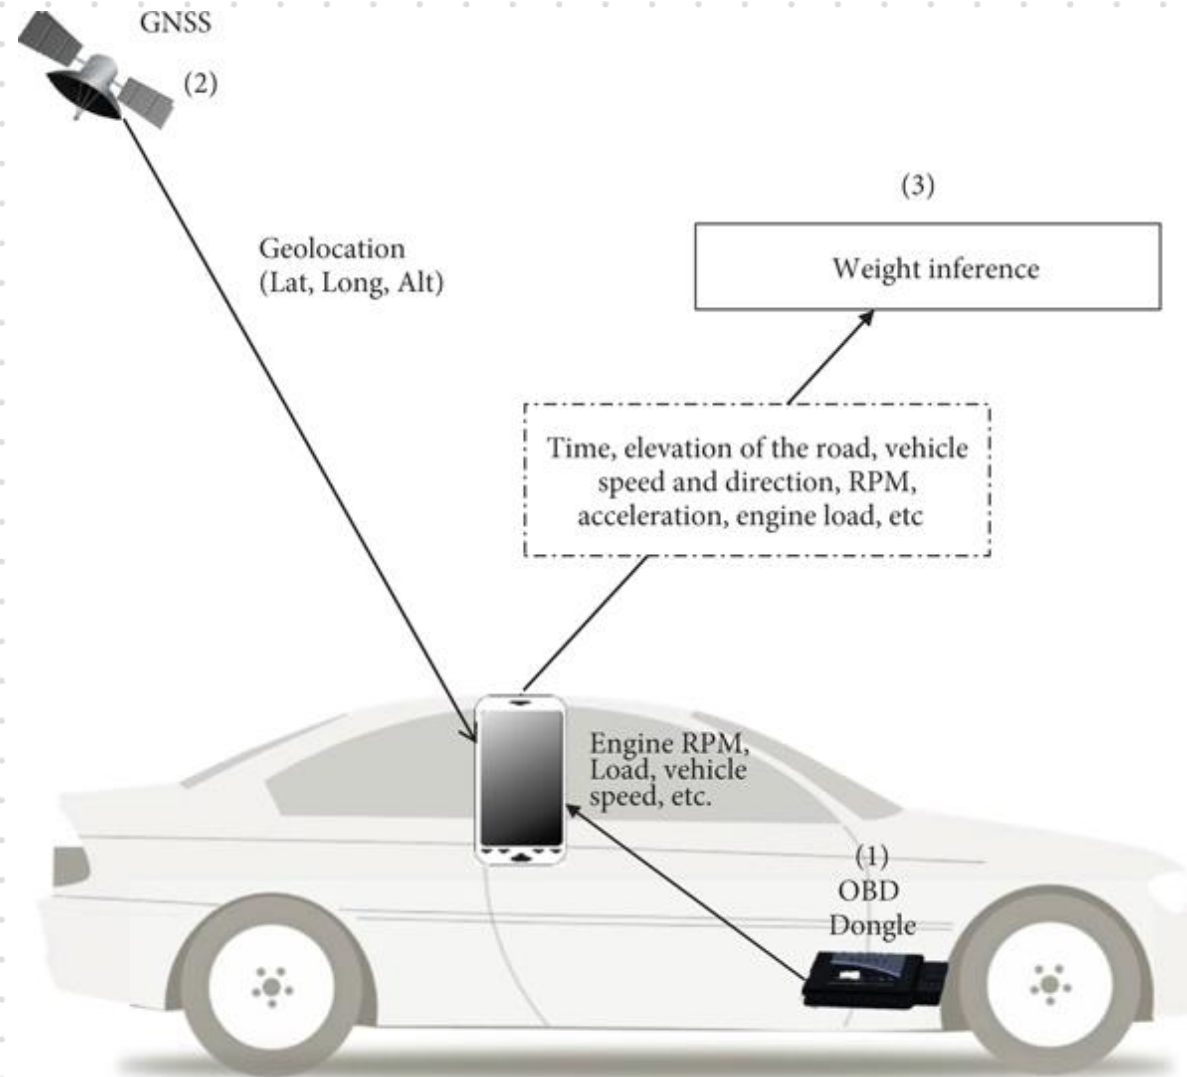 GNSS
(2)
(3)
Geolocation
(Lat, Long, Alt)
Weight inference
Time, elevation of the road, vehicle
speed and direction, RPM,
acceleration, engine load, etc
Engine RPM,
Load, vehicle
speed, etc.
(1)
OBD
Dongle